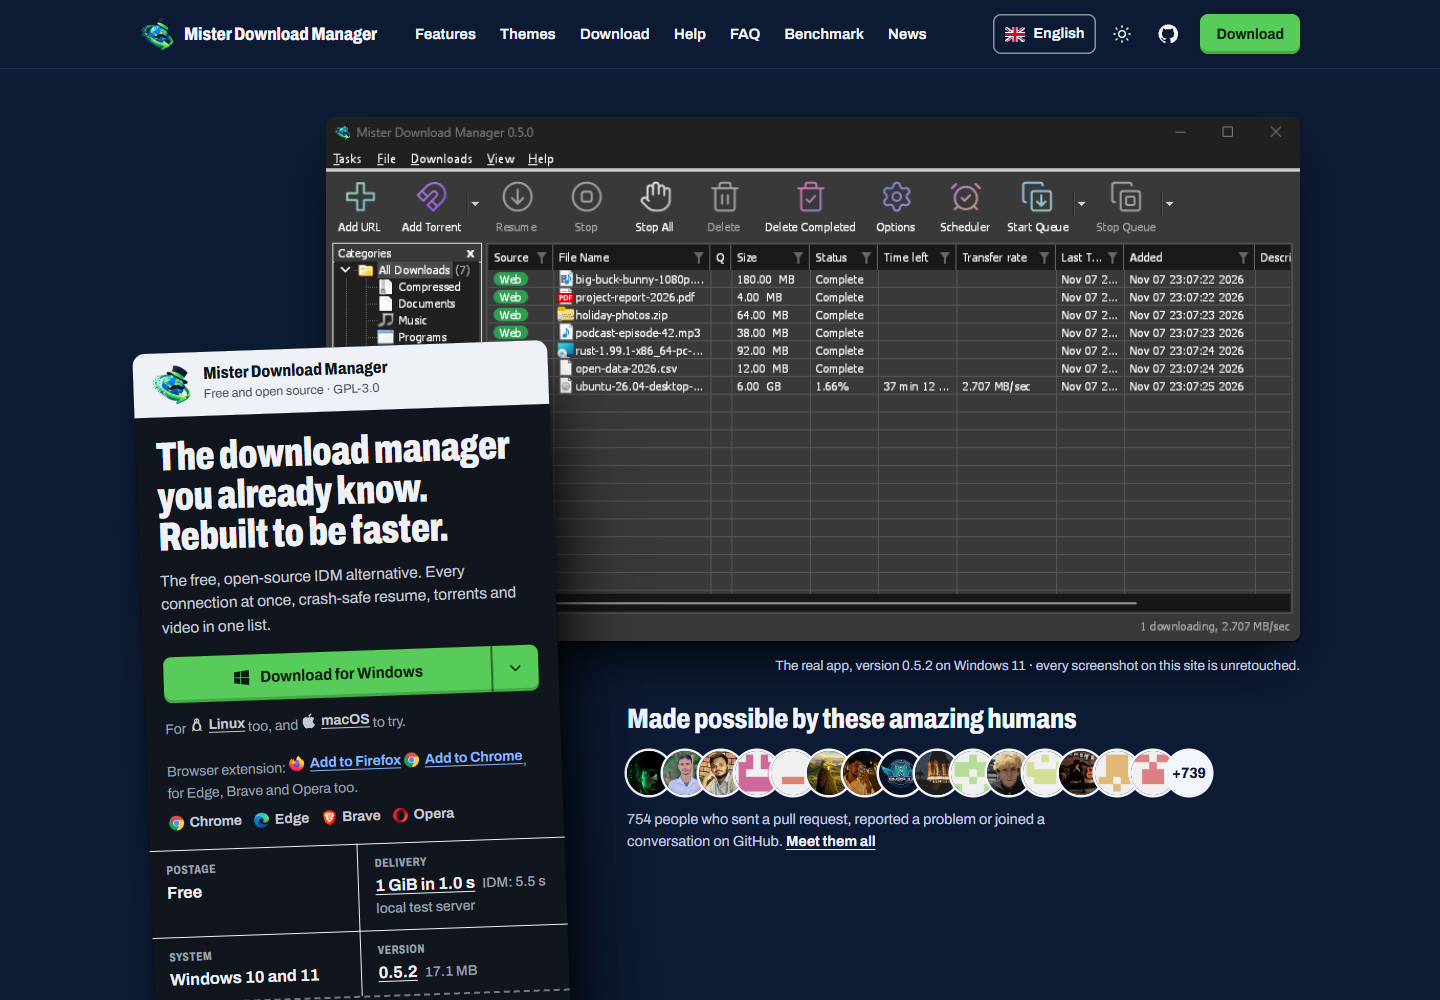 Mister Download Manager
Features
Themes
Download
Help
FAQ
Benchmark
News
English
Download
Mister Download Manager 0.5.0
Tasks File Downloads View Help
Add URL
Add Torrent
Resume
Stop
Stop All
Delete
Delete Completed
Options
Scheduler
Start Queue
Stop Queue
Categories x
All Downloads (7)
Compressed
Documents
Music
Programs
Source File Name Q Size Status Time left Transfer rate Last T... Added Descri
Web big-buck-bunny-1080p.... 180.00 MB Complete Nov 07 2... Nov 07 23:07:22 2026
Web PDF project-report-2026.pdf 4.00 MB Complete Nov 07 2... Nov 07 23:07:22 2026
Web holiday-photos.zip 64.00 MB Complete Nov 07 2... Nov 07 23:07:23 2026
Web podcast-episode-42.mp3 38.00 MB Complete Nov 07 2... Nov 07 23:07:23 2026
rust-1.99.1-x86_64-pc-... 92.00 MB Complete Nov 07 2... Nov 07 23:07:24 2026
open-data-2026.csv 12.00 MB Complete Nov 07 2... Nov 07 23:07:24 2026
ubuntu-26.04-desktop-... 6.00 GB 1.66% 37 min 12 ... 2.707 MB/sec Nov 07 2... Nov 07 23:07:25 2026
1 downloading, 2.707 MB/sec
Mister Download Manager
Free and open source · GPL-3.0
The download manager
you already know.
Rebuilt to be faster.
The free, open-source IDM alternative. Every
connection at once, crash-safe resume, torrents and
video in one list.
Download for Windows
For Linux too, and macOS to try.
Browser extension: Add to Firefox Add to Chrome,
for Edge, Brave and Opera too.
Chrome Edge Brave Opera
POSTAGE
Free
DELIVERY
1 GiB in 1.0 s IDM: 5.5 s
local test server
SYSTEM
Windows 10 and 11
VERSION
0.5.2 17.1 MB
The real app, version 0.5.2 on Windows 11 · every screenshot on this site is unretouched.
Made possible by these amazing humans
+739
754 people who sent a pull request, reported a problem or joined a
conversation on GitHub. Meet them all